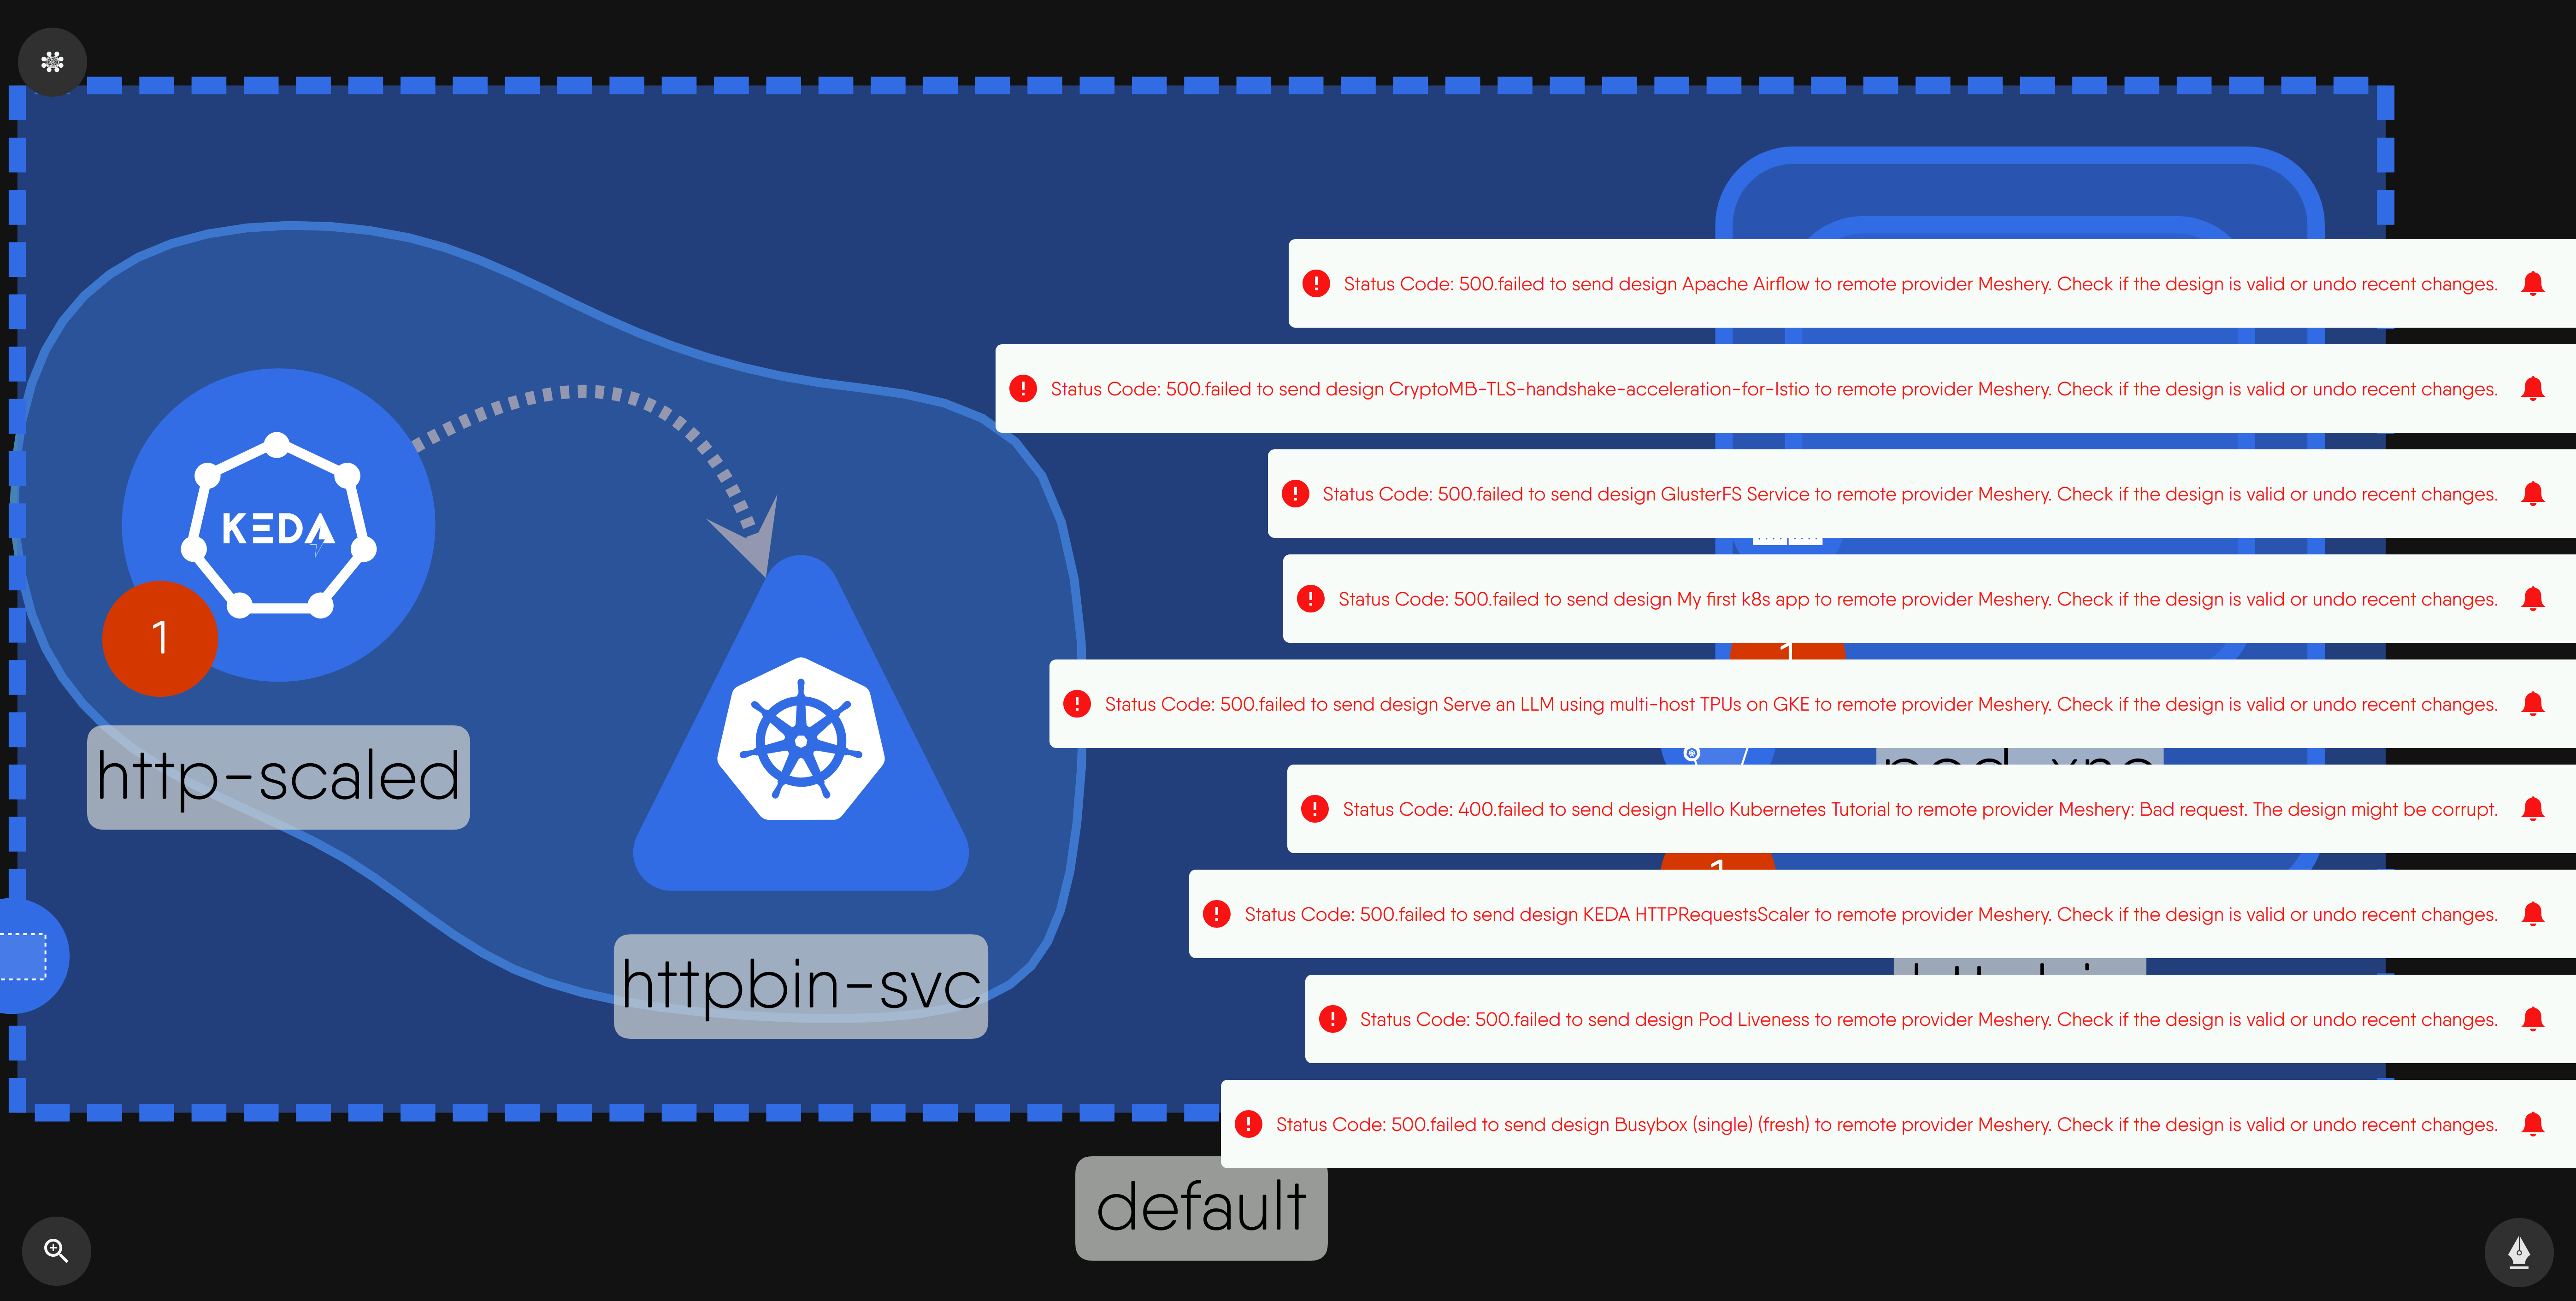 Status Code: 500.failed to send design Apache Airflow to remote provider Meshery. Check if the design is valid or undo recent changes.
Status Code: 500.failed to send design CryptoMB-TLS-handshake-acceleration-for-Istio to remote provider Meshery. Check if the design is valid or undo recent changes.
Status Code: 500.failed to send design GlusterFS Service to remote provider Meshery. Check if the design is valid or undo recent changes.
KEDA
Status Code: 500.failed to send design My first k8s app to remote provider Meshery. Check if the design is valid or undo recent changes.
1
1
Status Code: 500.failed to send design Serve an LLM using multi-host TPUs on GKE to remote provider Meshery. Check if the design is valid or undo recent changes.
http-scaled
Status Code: 400.failed to send design Hello Kubernetes Tutorial to remote provider Meshery: Bad request. The design might be corrupt.
1
Status Code: 500.failed to send design KEDA HTTPRequestsScaler to remote provider Meshery. Check if the design is valid or undo recent changes.
httpbin-svc
Status Code: 500.failed to send design Pod Liveness to remote provider Meshery. Check if the design is valid or undo recent changes.
Status Code: 500.failed to send design Busybox (single) (fresh) to remote provider Meshery. Check if the design is valid or undo recent changes.
default